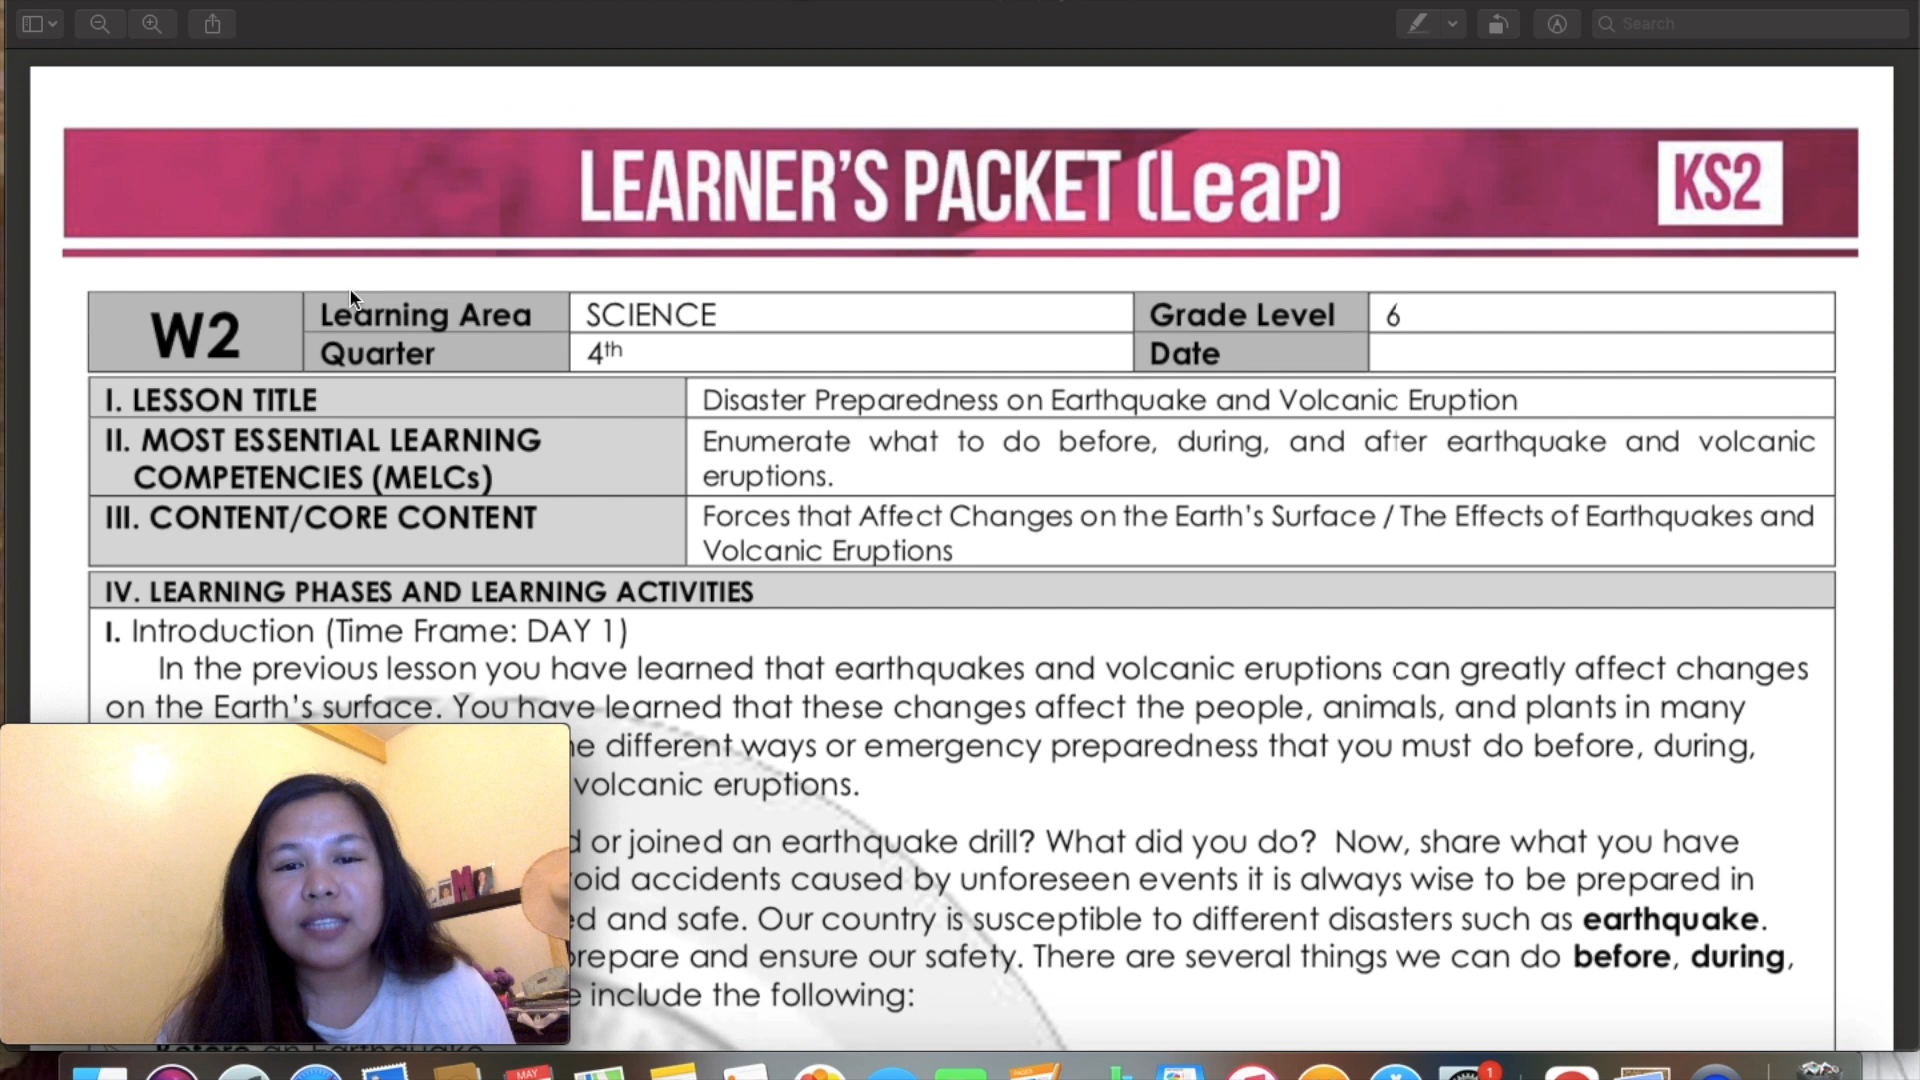 Search
LEARNER'S PACKET (LeaP)
KS2
W2
Learning Area
SCIENCE
Grade Level
6
Quarter
4th
Date
I. LESSON TITLE
Disaster Preparedness on Earthquake and Volcanic Eruption
II. MOST ESSENTIAL LEARNING
COMPETENCIES (MELCs)
Enumerate what to do before, during, and after earthquake and volcanic
eruptions.
III. CONTENT/CORE CONTENT
Forces that Affect Changes on the Earth's Surface / The Effects of Earthquakes and
Volcanic Eruptions
IV. LEARNING PHASES AND LEARNING ACTIVITIES
I. Introduction (Time Frame: DAY 1)
In the previous lesson you have learned that earthquakes and volcanic eruptions can greatly affect changes
on the Earth's surface. You have learned that these changes affect the people, animals, and plants in many
different ways or emergency preparedness that you must do before, during,
volcanic eruptions.
or joined an earthquake drill? What did you do? Now, share what you have
accidents caused by unforeseen events it is always wise to be prepared in
and safe. Our country is susceptible to different disasters such as earthquake.
prepare and ensure our safety. There are several things we can do before, during,
include the following:
MAY
PAGES
1